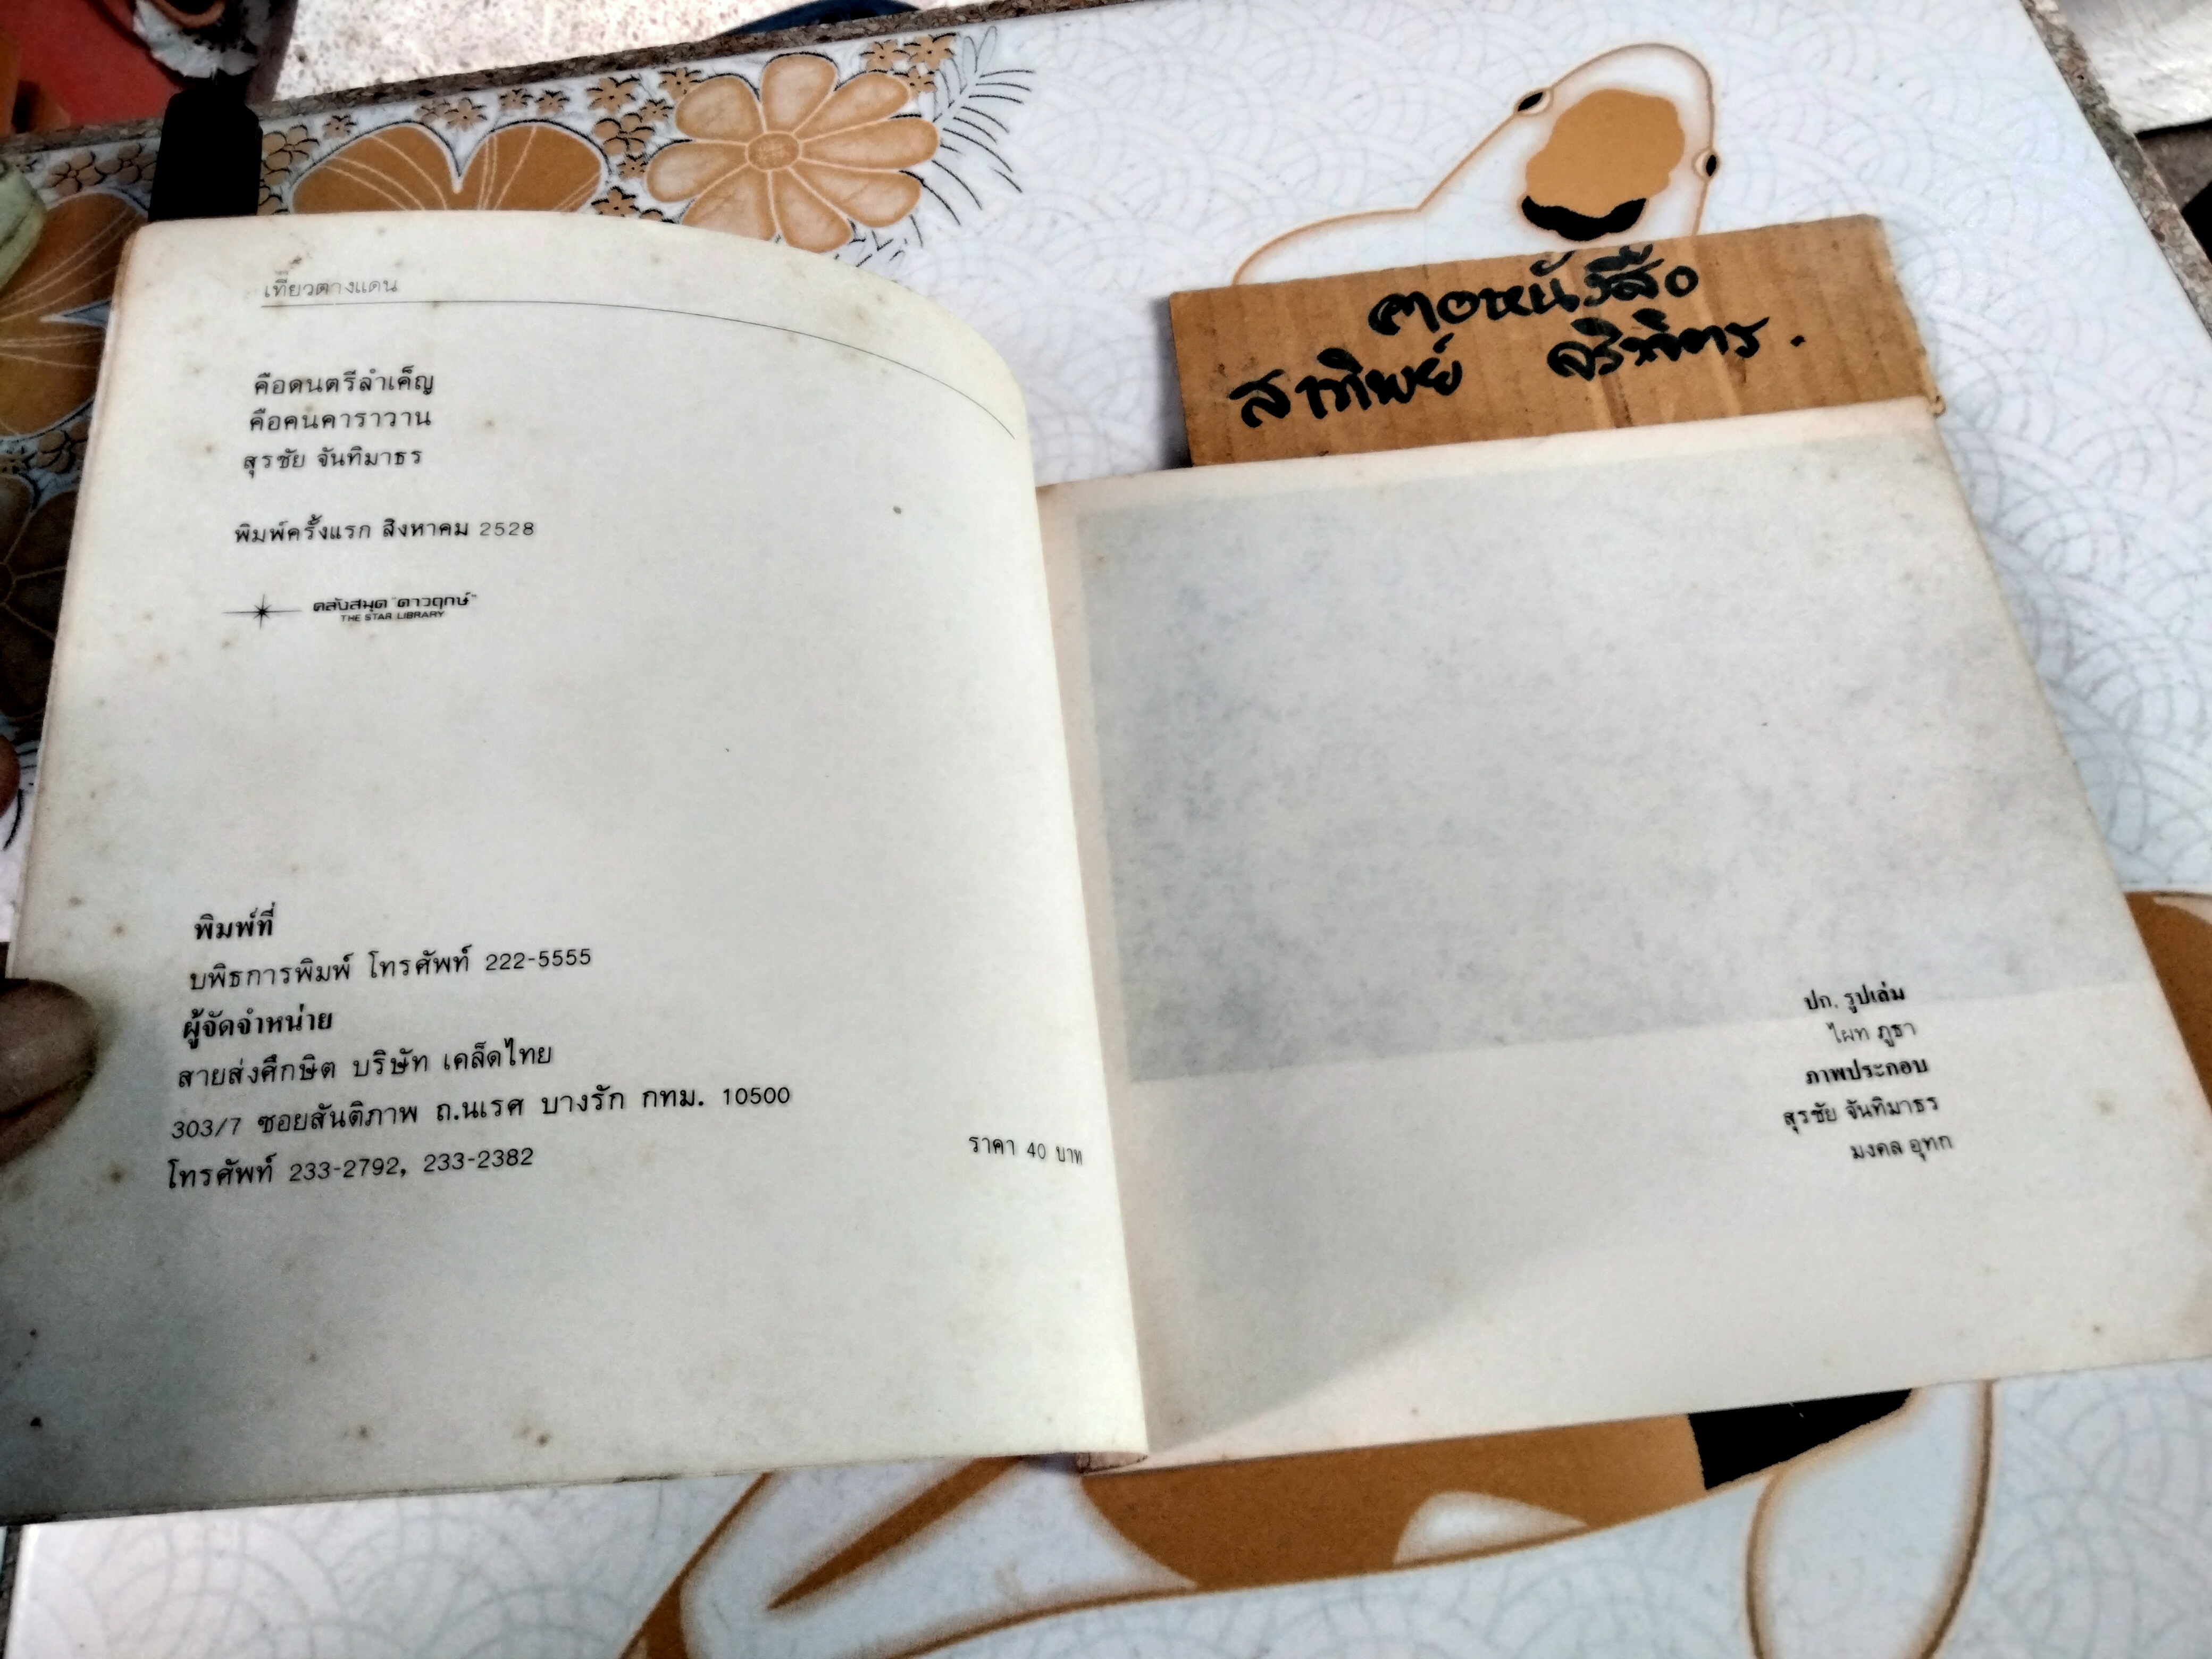 เที่ยวต่างแดน
คือดนตรีลำเค็ญ
คือคนคาราวาน
สุรชัย จันทิมาธร
พิมพ์ครั้งแรก สิงหาคม 2528
คลังสมุด "ดาวฤกษ์"
THE STAR LIBRARY
พิมพ์ที่
บพิธการพิมพ์ โทรศัพท์ 222-5555
ผู้จัดจำหน่าย
สายส่งศึกษิต บริษัท เคล็ดไทย
303/7 ซอยสันติภาพ ถ.นเรศ บางรัก กทม. 10500
โทรศัพท์ 233-2792, 233-2382
ราคา 40 บาท
คอหนังสือ
สาทิพย์
ปก. รูปเล่ม
ไผท ภูธา
ภาพประกอบ
สุรชัย จันทิมาธร
มงคล อุทก